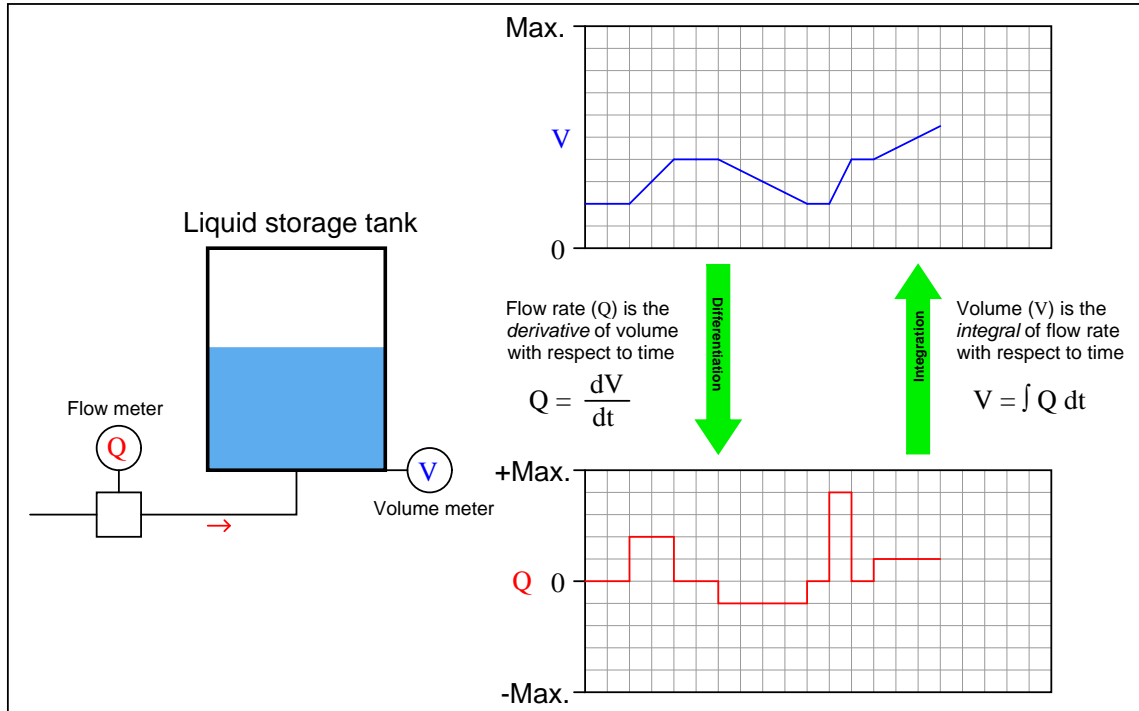 Liquid storage tank
Flow meter
Q
V
Volume meter
Max.
V
0
Flow rate (Q) is the
derivative of volume
with respect to time
Q = dV
dt
Differentiation
Integration
Volume (V) is the
integral of flow rate
with respect to time
V = ∫ Q dt
+Max.
Q 0
-Max.